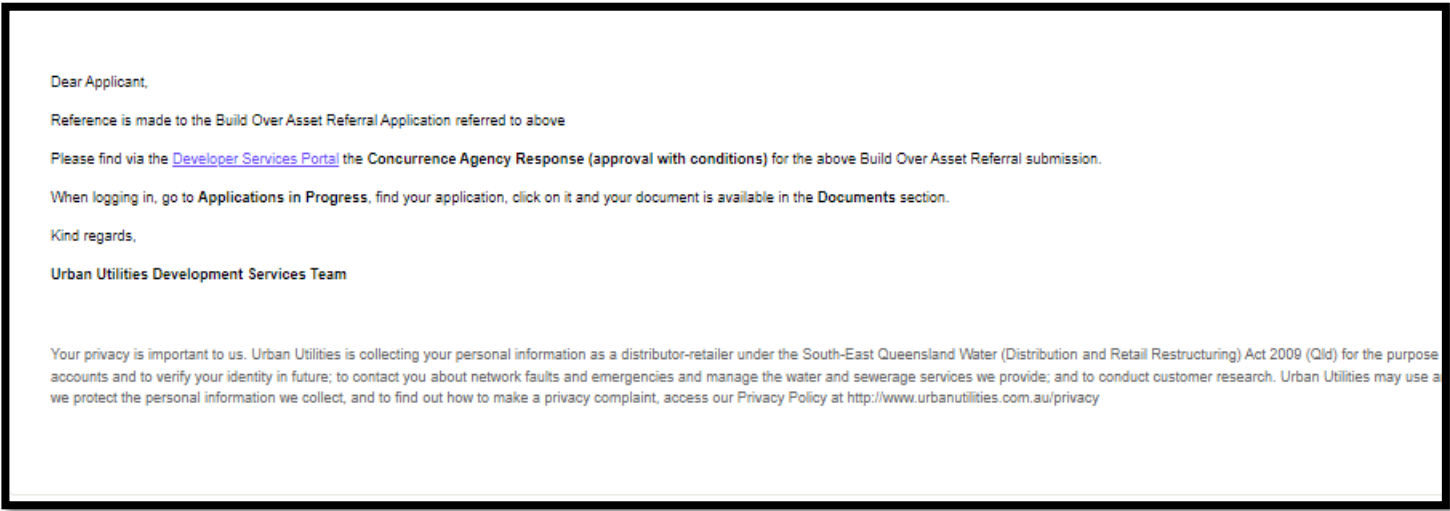 Dear Applicant,
Reference is made to the Build Over Asset Referral Application referred to above
Please find via the Developer Services Portal the Concurrence Agency Response (approval with conditions) for the above Build Over Asset Referral submission.
When logging in, go to Applications in Progress, find your application, click on it and your document is available in the Documents section.
Kind regards,
Urban Utilities Development Services Team
Your privacy is important to us. Urban Utilities is collecting your personal information as a distributor-retailer under the South-East Queensland Water (Distribution and Retail Restructuring) Act 2009 (Qld) for the purpose
accounts and to verify your identity in future; to contact you about network faults and emergencies and manage the water and sewerage services we provide; and to conduct customer research. Urban Utilities may use
we protect the personal information we collect, and to find out how to make a privacy complaint, access our Privacy Policy at http://www.urbanutilities.com.au/privacy